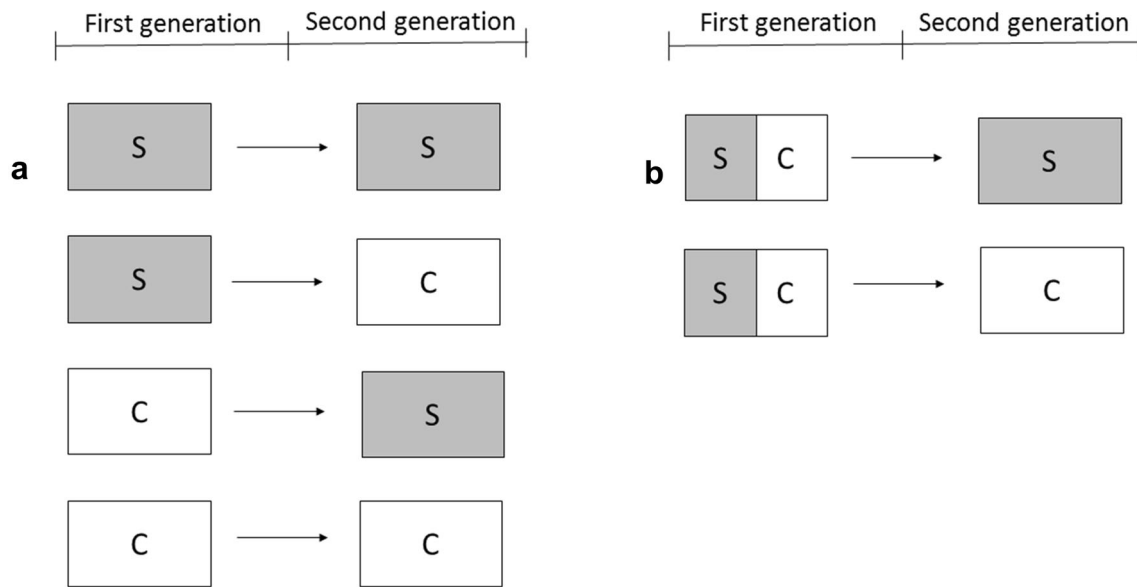 First generation Second generation
a
S S
S C
C S
C C
First generation Second generation
b
S C S
S C C